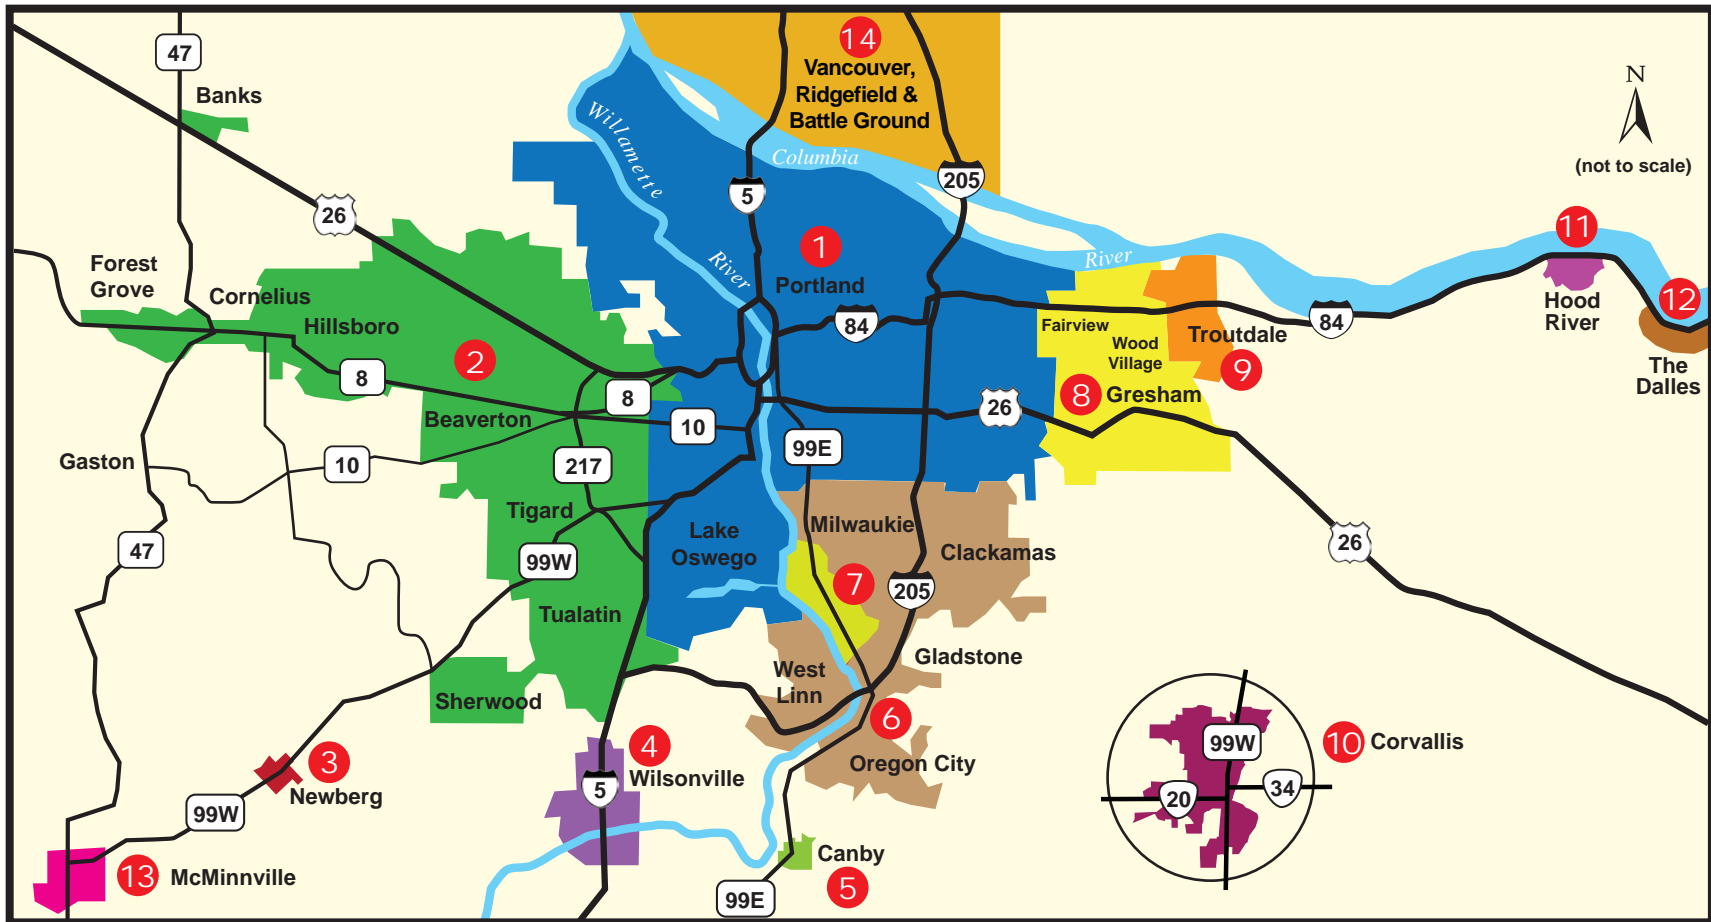 47
Banks
14
Vancouver,
Ridgefield &
Battle Ground
N
(not to scale)
Willamette
River
Columbia
River
5
205
26
1
Portland
84
11
Hood
River
12
The
Dalles
84
Forest
Grove
Cornelius
Hillsboro
2
8
8
Beaverton
10
217
10
Gaston
47
Tigard
99W
Tualatin
Sherwood
Fairview
Wood
Village
Troutdale
9
8
Gresham
26
26
99E
Lake
Oswego
Milwaukie
Clackamas
7
205
Gladstone
West
Linn
6
Oregon City
3
Newberg
99W
13
McMinnville
4
Wilsonville
5
Canby
5
99E
99W
20
34
10
Corvallis